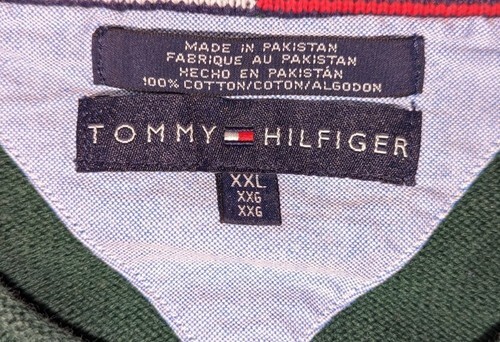 MADE IN PAKISTAN
FABRIQUE AU PAKISTAN
HECHO EN PAKISTÁN
100% COTTON/COTON/ALGODON
TOMMY HILFIGER
XXL
XXG
XXG